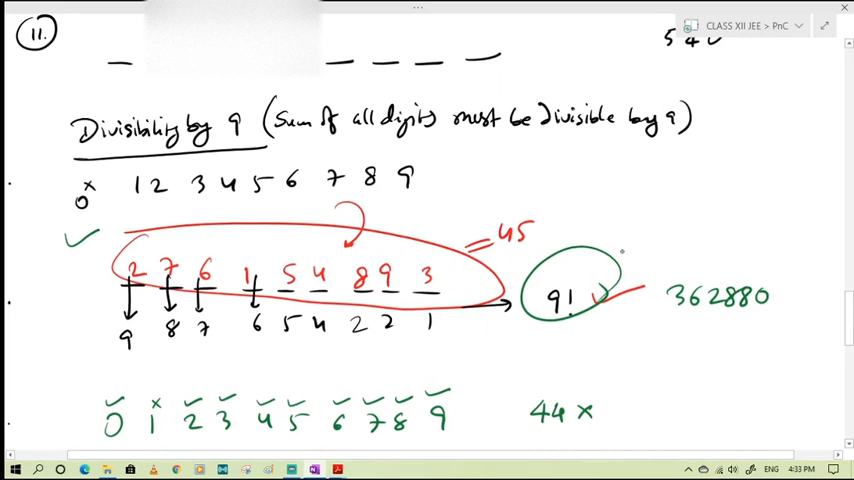 CLASS XII JEE > PnC
11.
Divisibility by 9 (Sum of all digits must be divisible by 9)
0 1 2 3 4 5 6 7 8 9
= 45
2 7 6 1 5 4 8 9 3
9! 362880
9 8 7 6 5 4 2 2 1
0 1 2 3 4 5 6 7 8 9 44 ×
ENG 4:33 PM